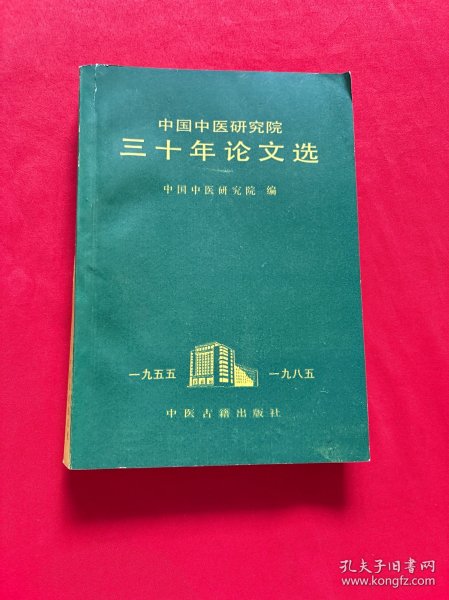 中国中医研究院
三十年论文选
中国中医研究院 编
一九五五
一九八五
中医古籍出版社
孔夫子旧书网
www.kongfz.com